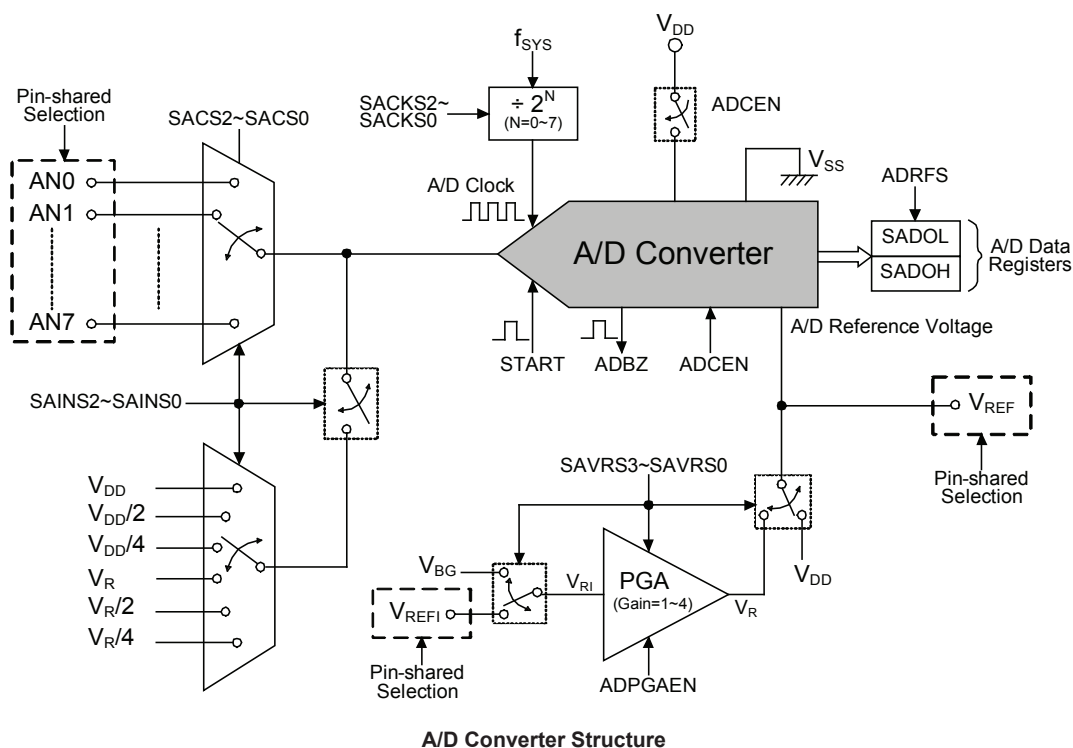 V_DD
f_SYS
Pin-shared
Selection
SACS2~SACS0
SACKS2~
SACKS0
÷ 2^N
(N=0~7)
ADCEN
V_SS
AN0
AN1
AN7
A/D Clock
A/D Converter
ADRFS
SADOL
SADOH
A/D Data
Registers
START
ADBZ
ADCEN
A/D Reference Voltage
SAINS2~SAINS0
V_REF
Pin-shared
Selection
V_DD
V_DD/2
V_DD/4
V_R
V_R/2
V_R/4
SAVRS3~SAVRS0
V_BG
V_REFI
V_RI
PGA
(Gain=1~4)
V_R
V_DD
Pin-shared
Selection
ADPGAEN
A/D Converter Structure